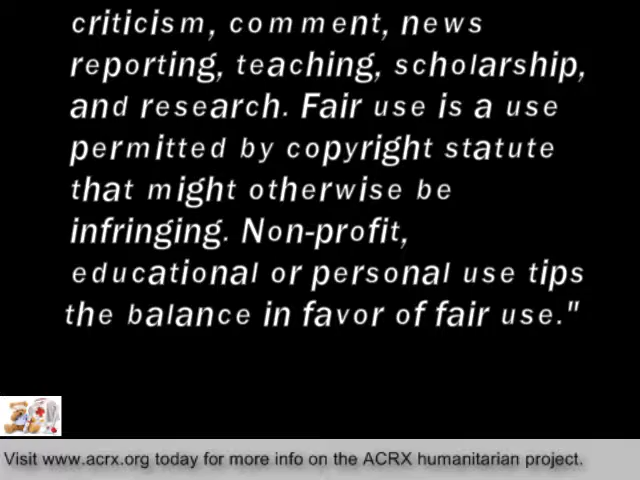 criticism, comment, news
reporting, teaching, scholarship,
and research. Fair use is a use
permitted by copyright statute
that might otherwise be
infringing. Non-profit,
educational or personal use tips
the balance in favor of fair use."
Visit www.acrx.org today for more info on the ACRX humanitarian project.